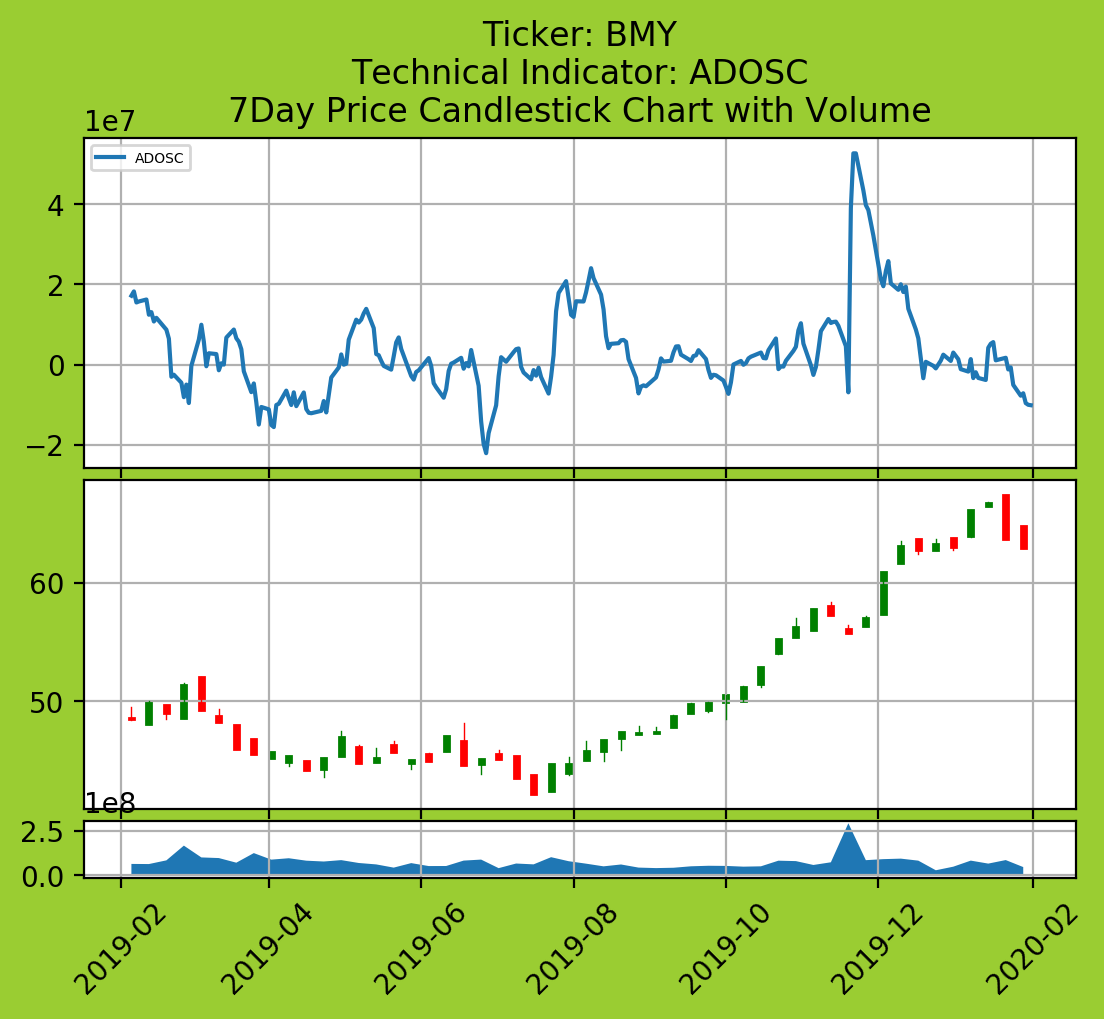 Ticker: BMY
Technical Indicator: ADOSC
7Day Price Candlestick Chart with Volume
1e7
ADOSC
4
2
0
−2
60
50
1e8
2.5
0.0
2019-02
2019-04
2019-06
2019-08
2019-10
2019-12
2020-02